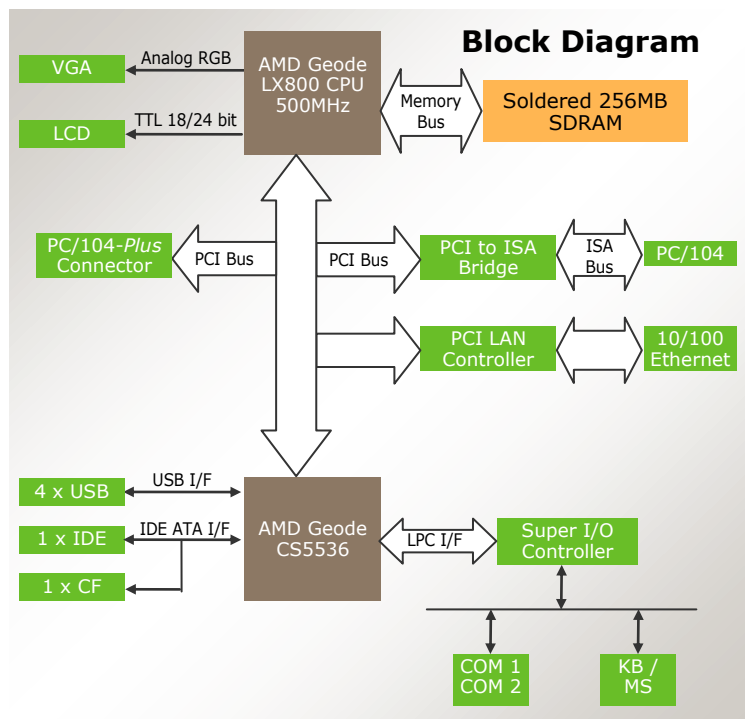 Block Diagram
VGA
Analog RGB
AMD Geode
LX800 CPU
500MHz
Memory
Bus
Soldered 256MB
SDRAM
LCD
TTL 18/24 bit
PC/104-Plus
Connector
PCI Bus
PCI Bus
PCI to ISA
Bridge
ISA
Bus
PC/104
PCI LAN
Controller
10/100
Ethernet
4 x USB
USB I/F
1 x IDE
IDE ATA I/F
1 x CF
AMD Geode
CS5536
LPC I/F
Super I/O
Controller
COM 1
COM 2
KB /
MS